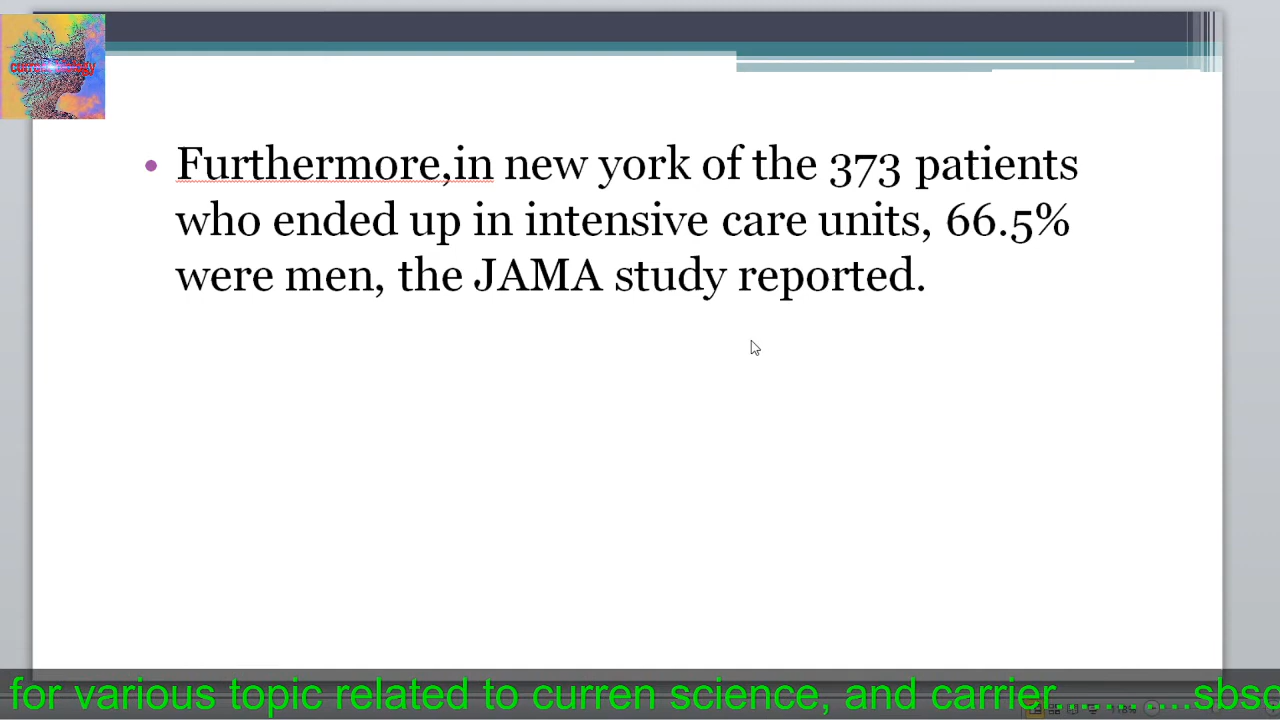 Furthermore,in new york of the 373 patients
who ended up in intensive care units, 66.5%
were men, the JAMA study reported.
for various topic related to curren science, and carrier............sbsc